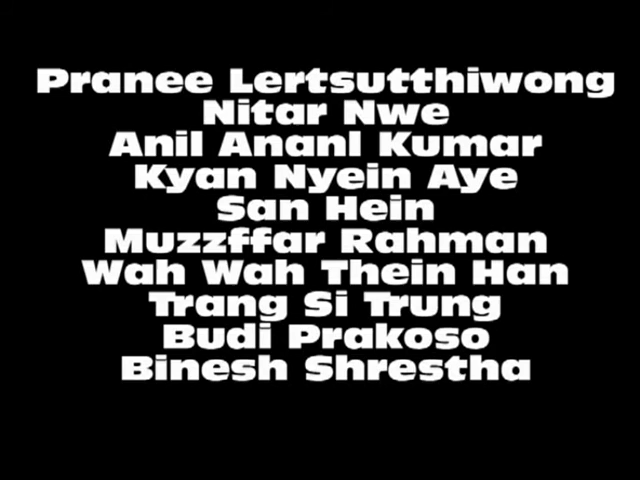 Pranee Lertsutthiwong
Nitar Nwe
Anil Ananl Kumar
Kyan Nyein Aye
San Hein
Muzzffar Rahman
Wah Wah Thein Han
Trang Si Trung
Budi Prakoso
Binesh Shrestha